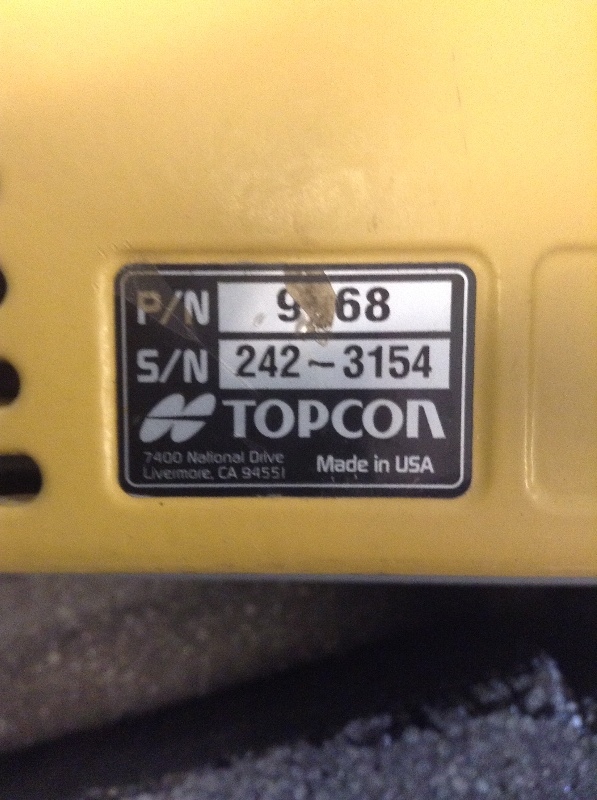 P/N
S/N 242~3154
TOPCON
7400 National Drive
Livermore, CA 94551
Made in USA